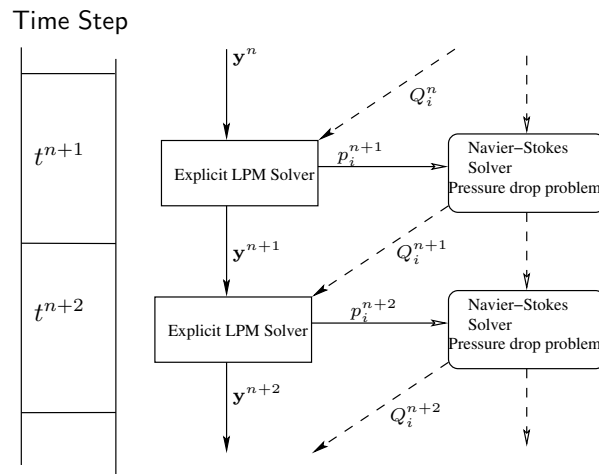 Time Step
y^n
Q_i^n
t^{n+1}
Explicit LPM Solver
p_i^{n+1}
Navier–Stokes
Solver
Pressure drop problem
y^{n+1}
Q_i^{n+1}
t^{n+2}
Explicit LPM Solver
p_i^{n+2}
Navier–Stokes
Solver
Pressure drop problem
y^{n+2}
Q_i^{n+2}